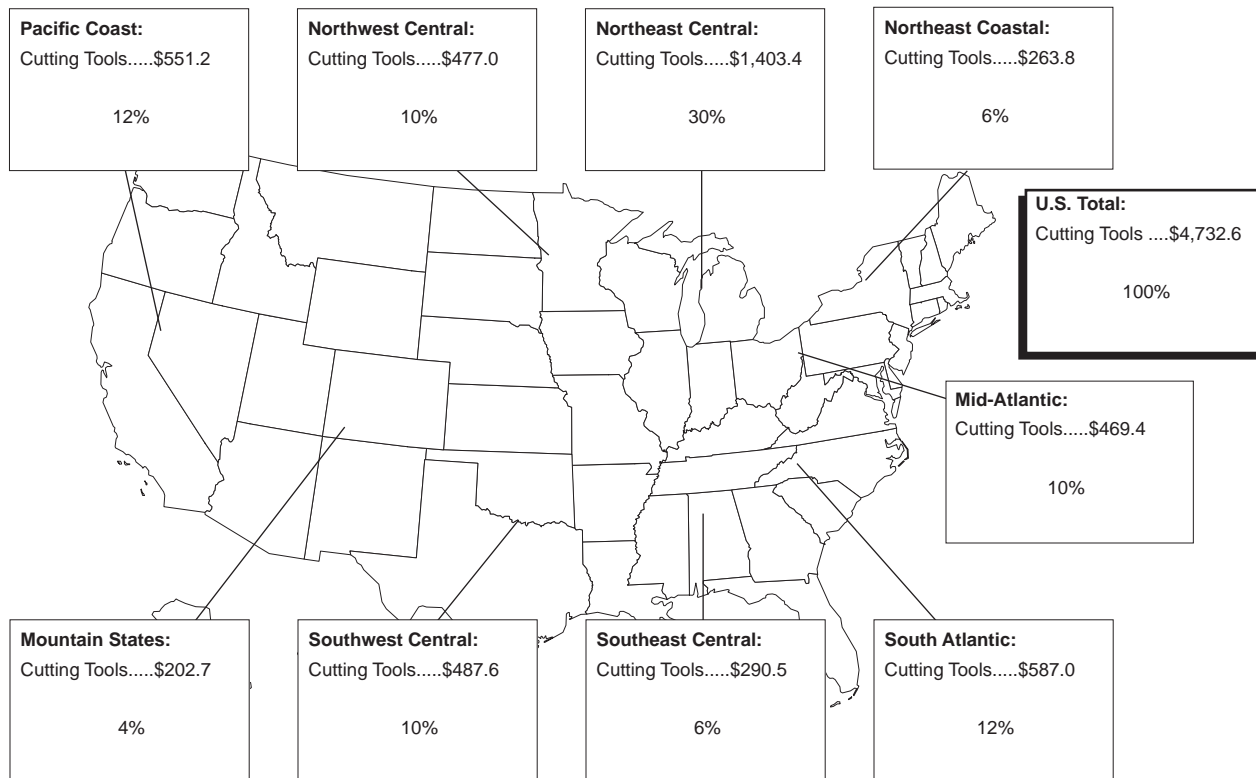 Pacific Coast:
Cutting Tools.....$551.2
12%
Northwest Central:
Cutting Tools.....$477.0
10%
Northeast Central:
Cutting Tools.....$1,403.4
30%
Northeast Coastal:
Cutting Tools.....$263.8
6%
U.S. Total:
Cutting Tools ....$4,732.6
100%
Mid-Atlantic:
Cutting Tools.....$469.4
10%
Mountain States:
Cutting Tools.....$202.7
4%
Southwest Central:
Cutting Tools.....$487.6
10%
Southeast Central:
Cutting Tools.....$290.5
6%
South Atlantic:
Cutting Tools.....$587.0
12%